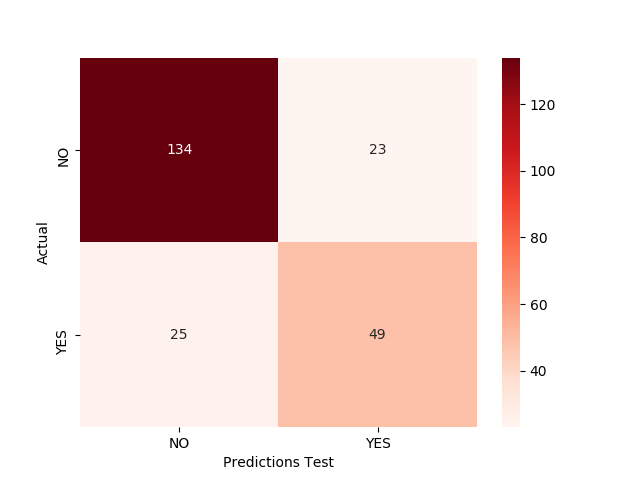 NO
134
23
120
100
80
60
40
Actual
YES
25
49
NO
YES
Predictions Test